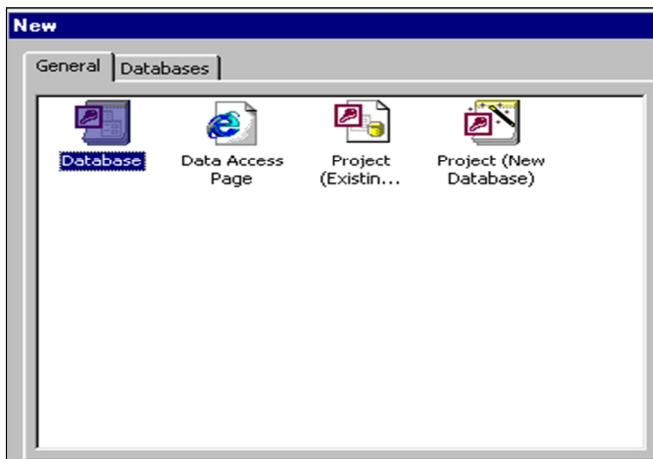 New
General
Databases
Database
Data Access
Page
Project
(Existin...
Project (New
Database)